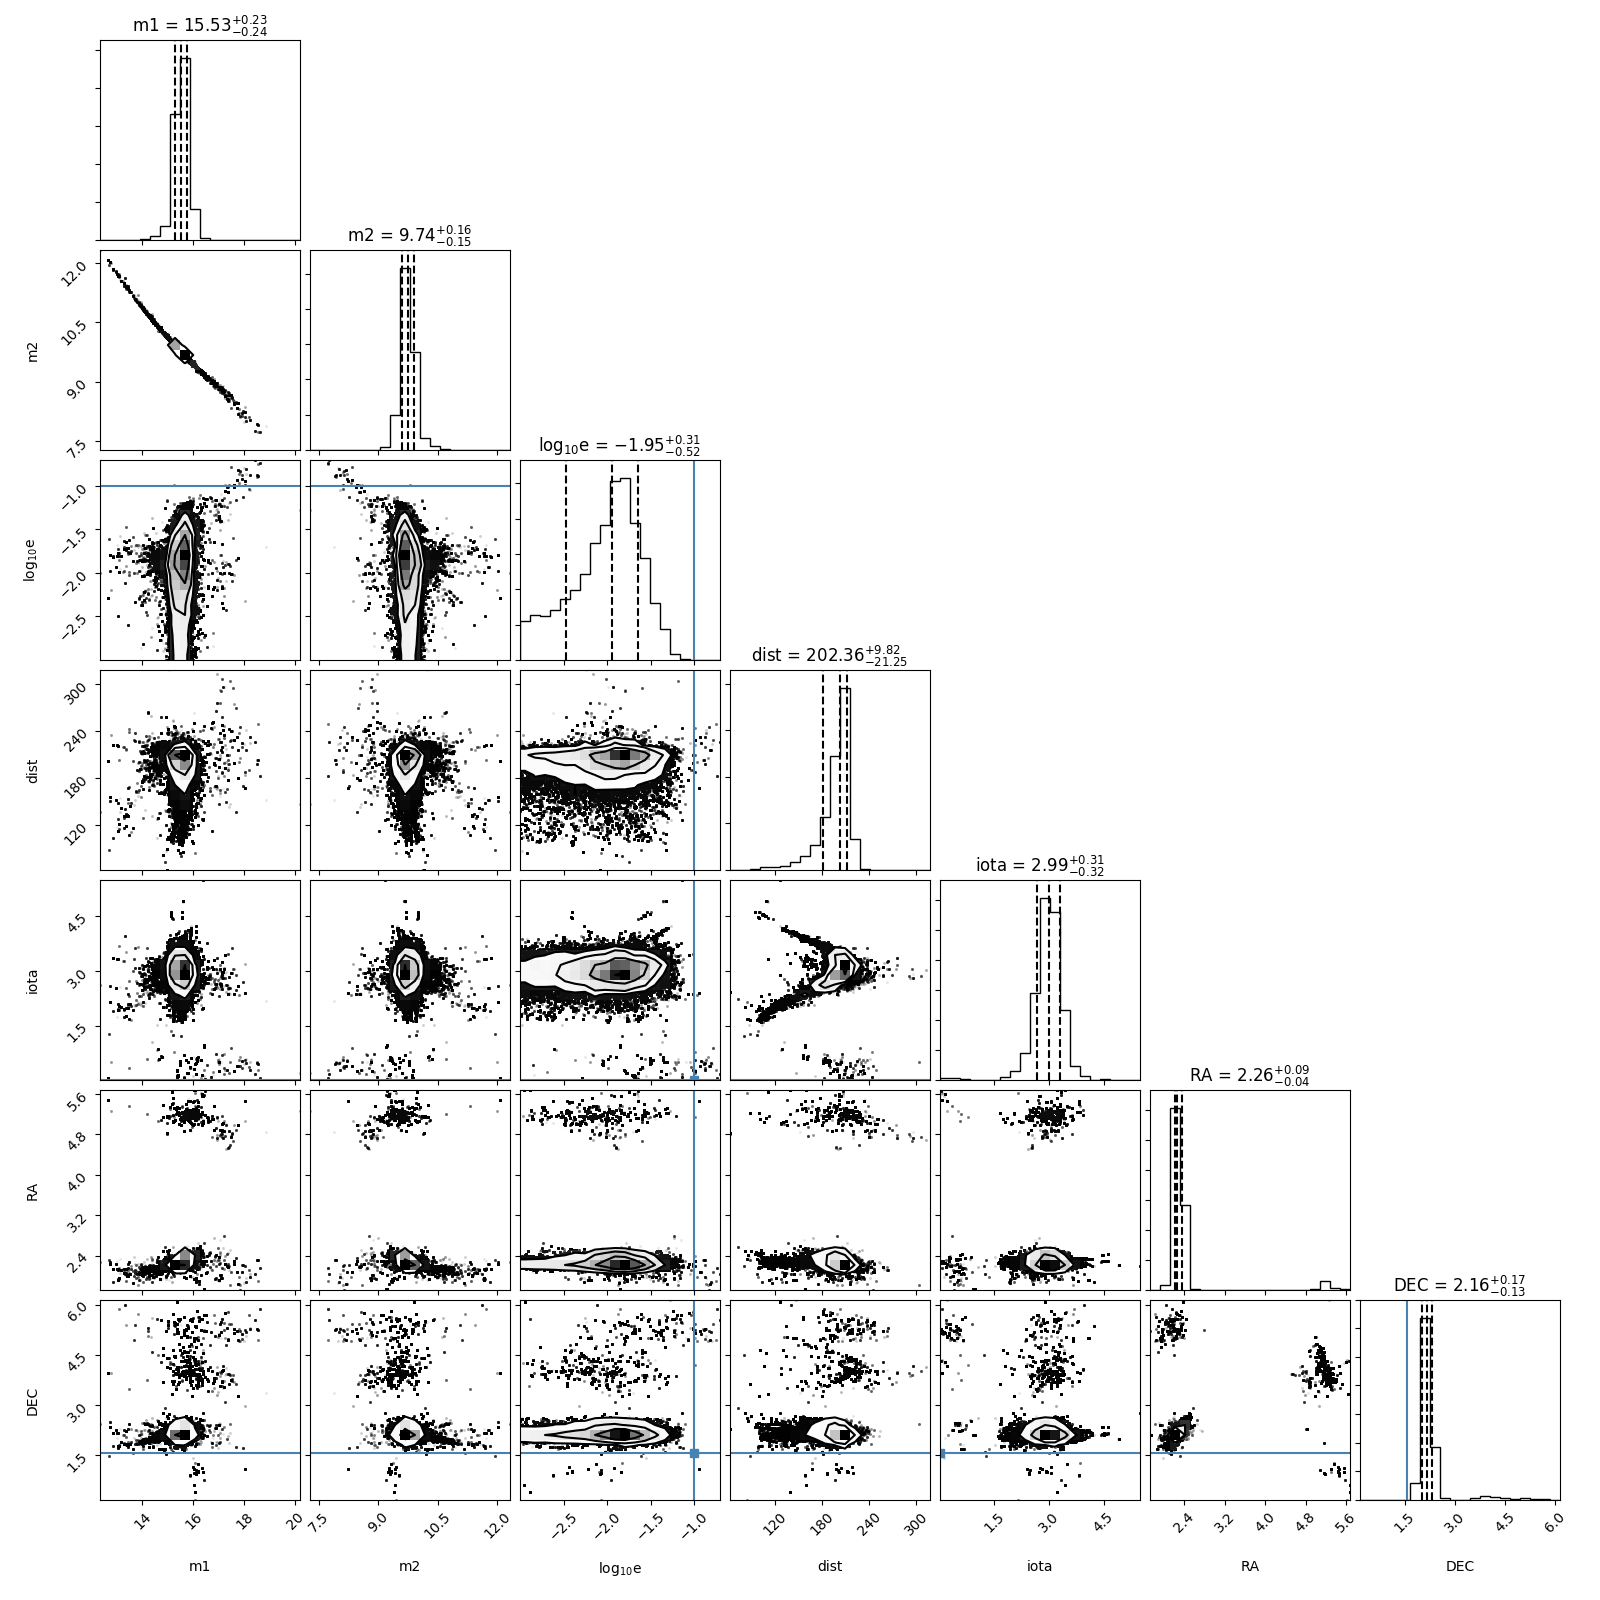 m1 = 15.53+0.23−0.24
m2 = 9.74+0.16−0.15
12.0
10.5
9.0
7.5
m2
log10e = −1.95+0.31−0.52
−1.0
−1.5
−2.0
−2.5
log10e
dist = 202.36+9.82−21.25
300
240
180
120
dist
iota = 2.99+0.31−0.32
4.5
3.0
1.5
iota
RA = 2.26+0.09−0.04
5.6
4.8
4.0
3.2
2.4
RA
DEC = 2.16+0.17−0.13
6.0
4.5
3.0
1.5
DEC
14 16 18 20 7.5 9.0 10.5 12.0 −2.5 −2.0 −1.5 −1.0 120 180 240 300 1.5 3.0 4.5 2.4 3.2 4.0 4.8 5.6 1.5 3.0 4.5 6.0
m1 m2 log10e dist iota RA DEC